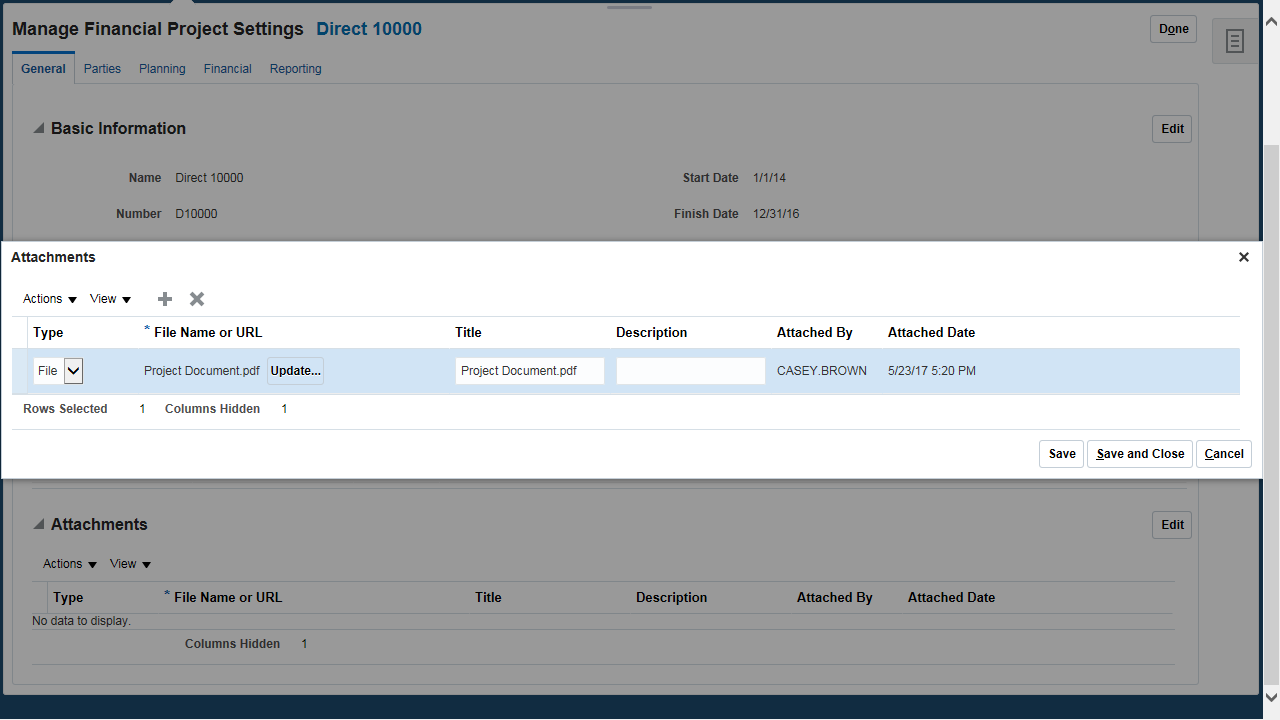 Manage Financial Project Settings Direct 10000
Done
General Parties Planning Financial Reporting
Basic Information
Edit
Name Direct 10000 Start Date 1/1/14
Number D10000 Finish Date 12/31/16
Attachments
Actions View
Type * File Name or URL Title Description Attached By Attached Date
File Project Document.pdf Update... Project Document.pdf CASEY.BROWN 5/23/17 5:20 PM
Rows Selected 1 Columns Hidden 1
Save Save and Close Cancel
Attachments
Edit
Actions View
Type * File Name or URL Title Description Attached By Attached Date
No data to display.
Columns Hidden 1